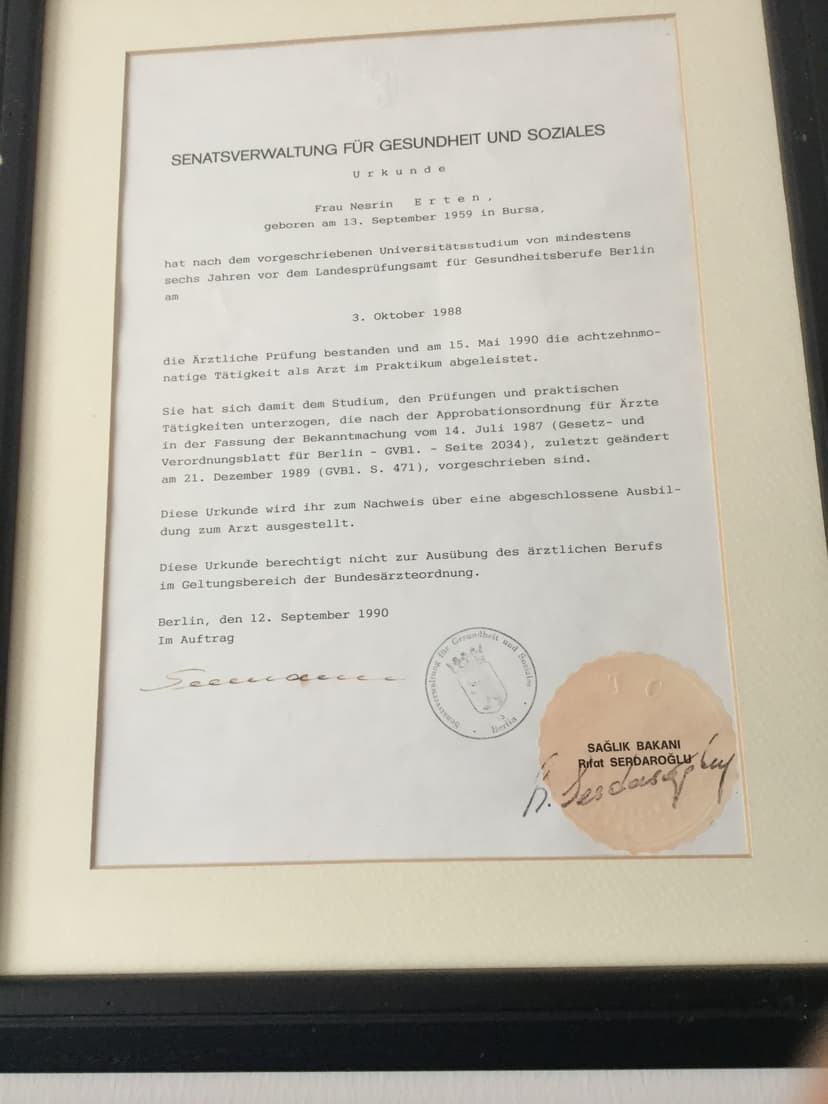 SENATSVERWALTUNG FÜR GESUNDHEIT UND SOZIALES
U r k u n d e
Frau Nesrin E r t e n ,
geboren am 13. September 1959 in Bursa,
hat nach dem vorgeschriebenen Universitätsstudium von mindestens
sechs Jahren vor dem Landesprüfungsamt für Gesundheitsberufe Berlin
am
3. Oktober 1988
die Ärztliche Prüfung bestanden und am 15. Mai 1990 die achtzehnmo-
natige Tätigkeit als Arzt im Praktikum abgeleistet.
Sie hat sich damit dem Studium, den Prüfungen und praktischen
Tätigkeiten unterzogen, die nach der Approbationsordnung für Ärzte
in der Fassung der Bekanntmachung vom 14. Juli 1987 (Gesetz- und
Verordnungsblatt für Berlin - GVBl. - Seite 2034), zuletzt geändert
am 21. Dezember 1989 (GVBl. S. 471), vorgeschrieben sind.
Diese Urkunde wird ihr zum Nachweis über eine abgeschlossene Ausbil-
dung zum Arzt ausgestellt.
Diese Urkunde berechtigt nicht zur Ausübung des ärztlichen Berufs
im Geltungsbereich der Bundesärzteordnung.
Berlin, den 12. September 1990
Im Auftrag
Senatsverwaltung für Gesundheit und Soziales
Berlin
SAĞLIK BAKANI
Rıfat SERDAROĞLU
R. Serdaroğlu